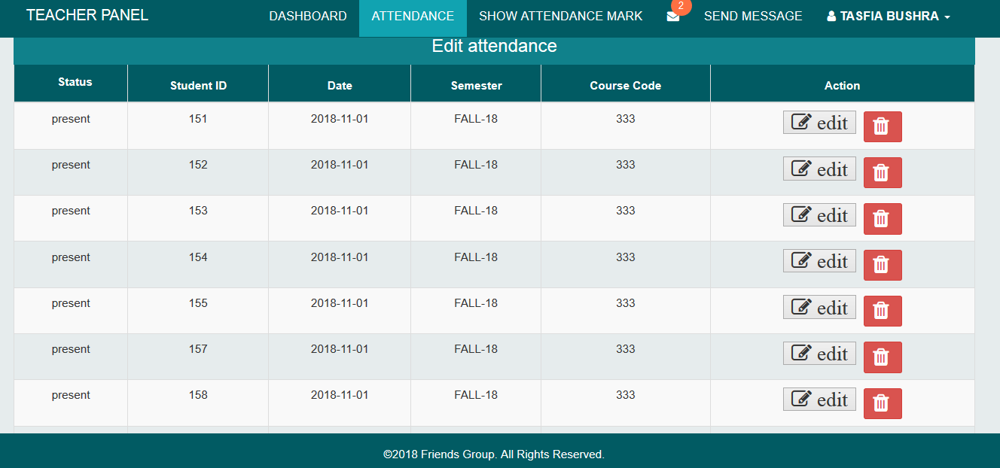 TEACHER PANEL DASHBOARD ATTENDANCE SHOW ATTENDANCE MARK 2 SEND MESSAGE TASFIA BUSHRA
Edit attendance
Status Student ID Date Semester Course Code Action
present 151 2018-11-01 FALL-18 333 edit
present 152 2018-11-01 FALL-18 333 edit
present 153 2018-11-01 FALL-18 333 edit
present 154 2018-11-01 FALL-18 333 edit
present 155 2018-11-01 FALL-18 333 edit
present 157 2018-11-01 FALL-18 333 edit
present 158 2018-11-01 FALL-18 333 edit
©2018 Friends Group. All Rights Reserved.